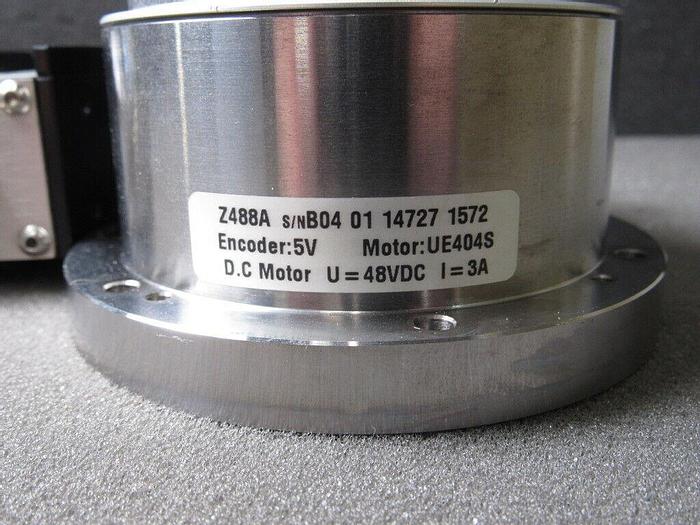 Z488A S/NB04 01 14727 1572
Encoder:5V Motor:UE404S
D.C Motor U=48VDC I=3A